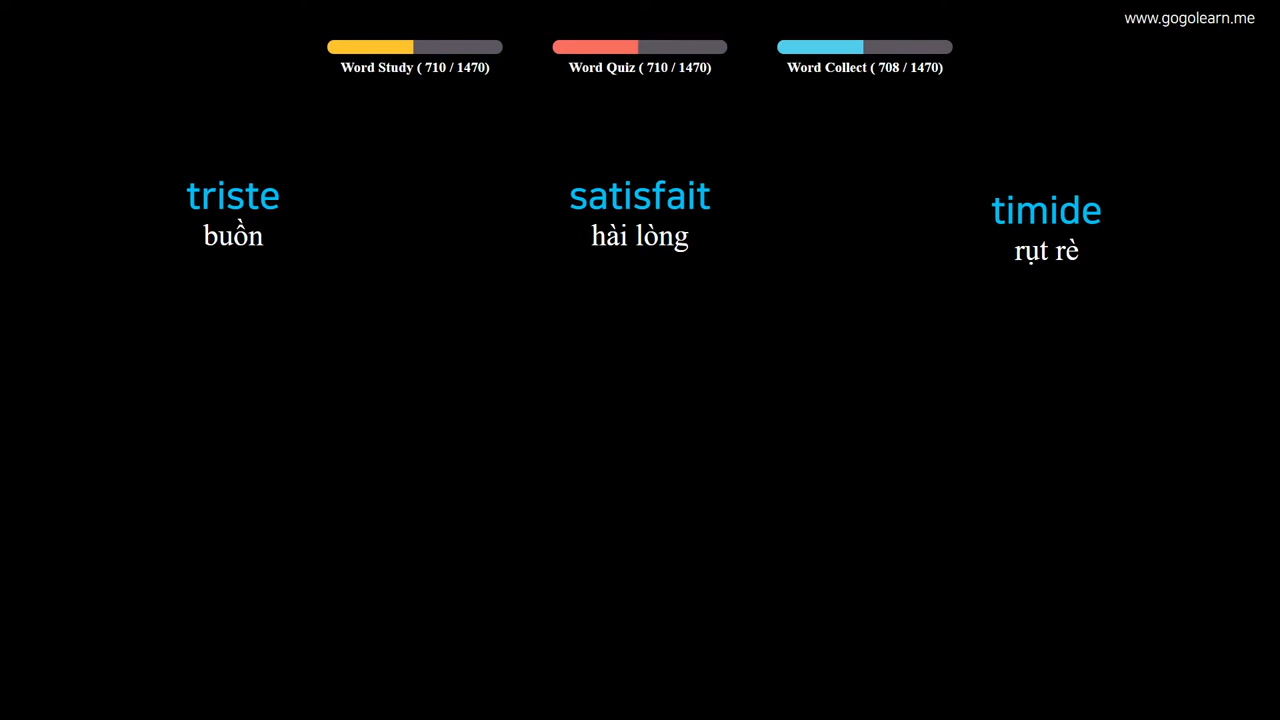 www.gogolearn.me
Word Study ( 710 / 1470)
Word Quiz ( 710 / 1470)
Word Collect ( 708 / 1470)
triste
buồn
satisfait
hài lòng
timide
rụt rè